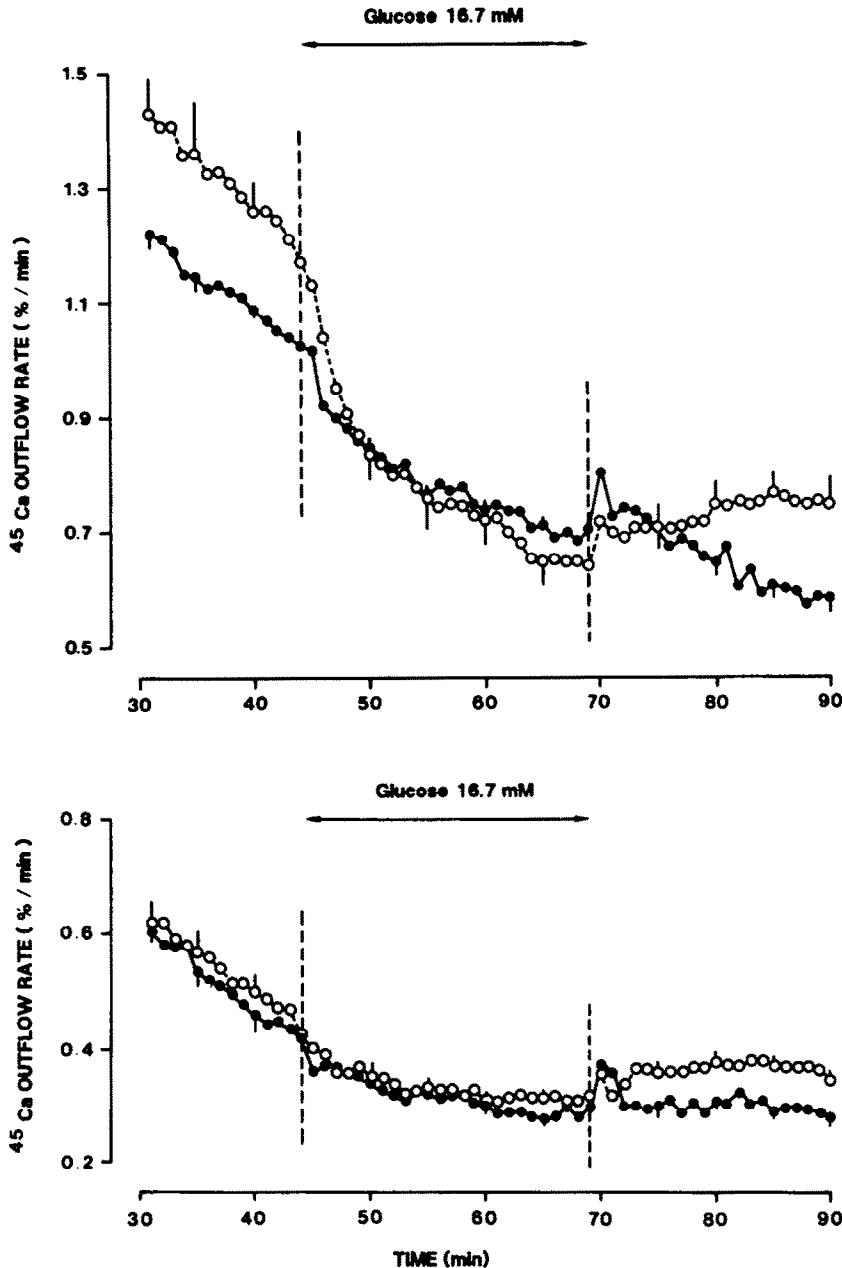 Glucose 16.7 mM
1.5
1.3
1.1
0.9
0.7
0.5
45 Ca OUTFLOW RATE ( % / min )
30 40 50 60 70 80 90
Glucose 16.7 mM
0.8
0.6
0.4
0.2
45 Ca OUTFLOW RATE ( % / min )
30 40 50 60 70 80 90
TIME (min)